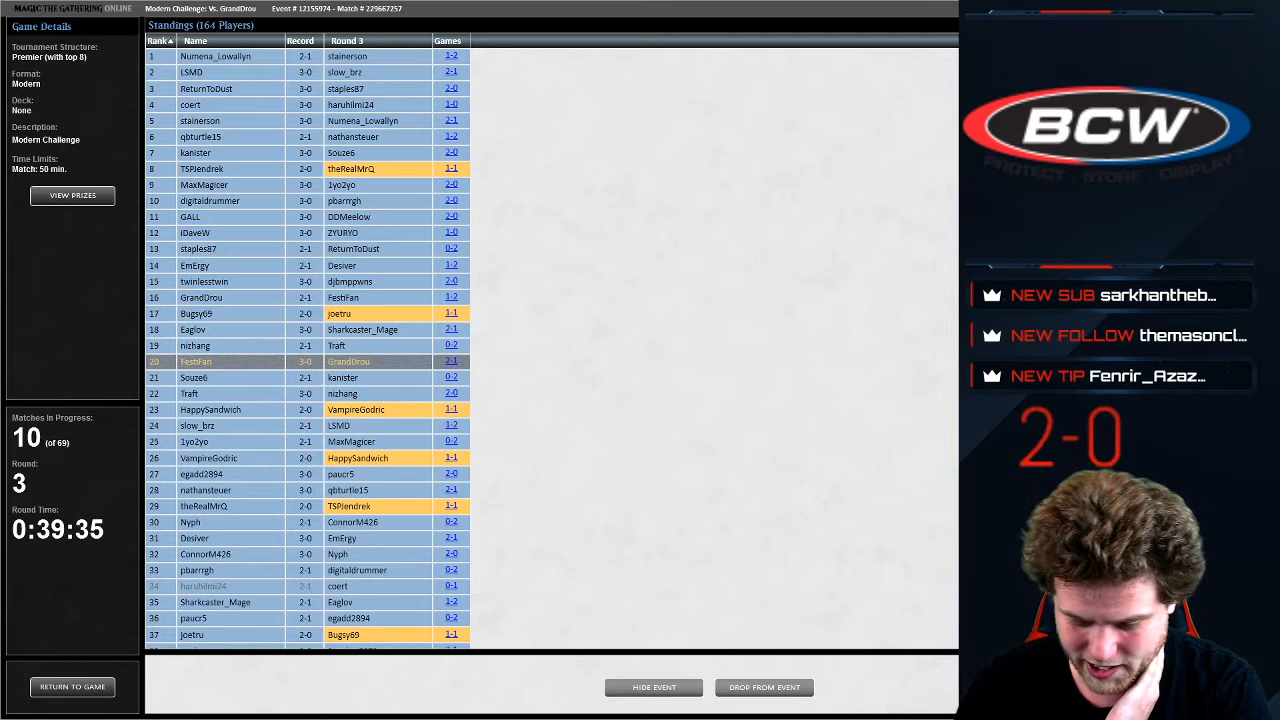 MAGIC THE GATHERING ONLINE Modern Challenge: Vs. GrandDrou Event # 12155974 - Match # 229667257
Game Details
Tournament Structure:
Premier (with top 8)
Format:
Modern
Deck:
None
Description:
Modern Challenge
Time Limits:
Match: 50 min.
VIEW PRIZES
Matches in Progress:
10 (of 69)
Round:
3
Round Time:
0:39:35
RETURN TO GAME
Standings (164 Players)
Rank Name Record Round 3 Games
1 Numena_Lowallyn 2-1 stainerson 1-2
2 LSMD 3-0 slow_brz 2-1
3 ReturnToDust 3-0 staples87 2-0
4 coert 3-0 haruhilmi24 1-0
5 stainerson 3-0 Numena_Lowallyn 2-1
6 qbturtle15 2-1 nathansteuer 1-2
7 kanister 3-0 Souze6 2-0
8 TSPJendrek 2-0 theRealMrQ 1-1
9 MaxMagicer 3-0 1yo2yo 2-0
10 digitaldrummer 3-0 pbarrrgh 2-0
11 GALL 3-0 DDMeelow 2-0
12 IDaveW 3-0 ZYURYO 1-0
13 staples87 2-1 ReturnToDust 0-2
14 EmErgy 2-1 Desiver 1-2
15 twinlesstwin 3-0 djbmppwns 2-0
16 GrandDrou 2-1 FestiFan 1-2
17 Bugsy69 2-0 joetru 1-1
18 Eaglov 3-0 Sharkcaster_Mage 2-1
19 nizhang 2-1 Traft 0-2
20 FestiFan 3-0 GrandDrou 2-1
21 Souze6 2-1 kanister 0-2
22 Traft 3-0 nizhang 2-0
23 HappySandwich 2-0 VampireGodric 1-1
24 slow_brz 2-1 LSMD 1-2
25 1yo2yo 2-1 MaxMagicer 0-2
26 VampireGodric 2-0 HappySandwich 1-1
27 egadd2894 3-0 paucr5 2-0
28 nathansteuer 3-0 qbturtle15 2-1
29 theRealMrQ 2-0 TSPJendrek 1-1
30 Nyph 2-1 ConnorM426 0-2
31 Desiver 3-0 EmErgy 2-1
32 ConnorM426 3-0 Nyph 2-0
33 pbarrrgh 2-1 digitaldrummer 0-2
34 haruhilmi24 2-1 coert 0-1
35 Sharkcaster_Mage 2-1 Eaglov 1-2
36 paucr5 2-1 egadd2894 0-2
37 joetru 2-0 Bugsy69 1-1
HIDE EVENT DROP FROM EVENT
BCW®
PROTECT · STORE · DISPLAY
NEW SUB sarkhantheb...
NEW FOLLOW themasoncl...
NEW TIP Fenrir_Azaz...
2-0